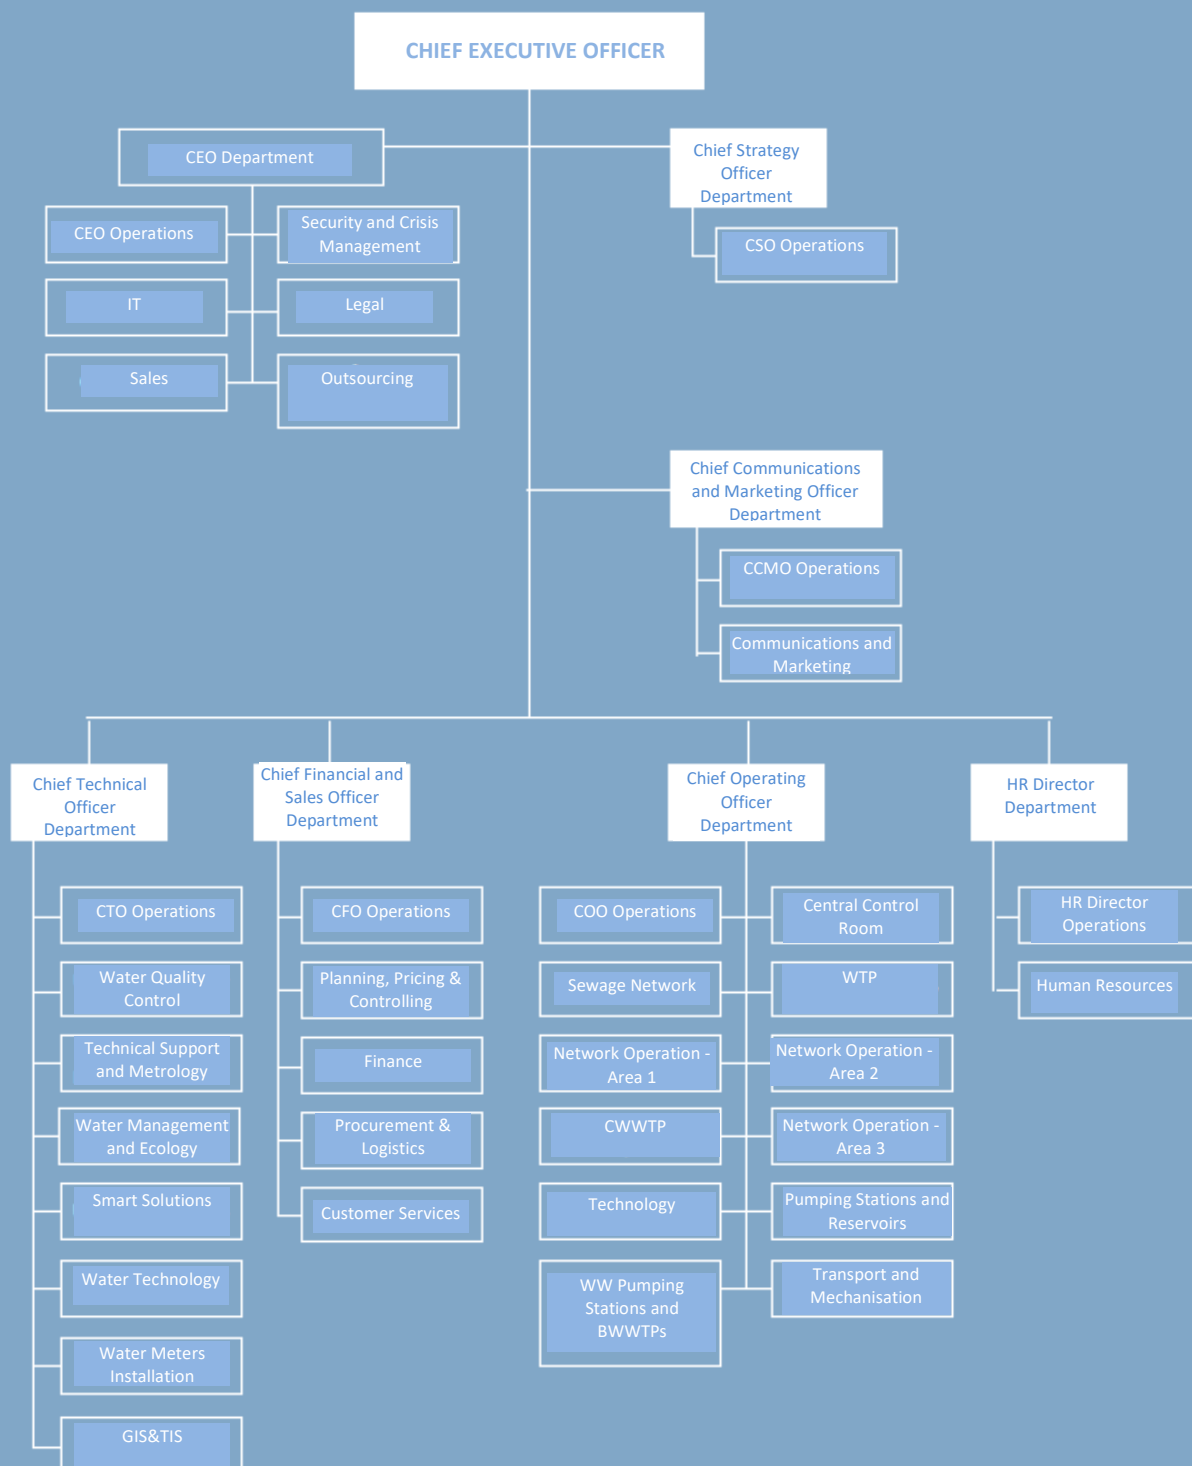 CHIEF EXECUTIVE OFFICER
CEO Department
Chief Strategy
Officer
Department
CEO Operations
Security and Crisis
Management
CSO Operations
IT
Legal
Sales
Outsourcing
Chief Communications
and Marketing Officer
Department
CCMO Operations
Communications and
Marketing
Chief Technical
Officer
Department
Chief Financial and
Sales Officer
Department
Chief Operating
Officer
Department
HR Director
Department
CTO Operations
Water Quality
Control
Technical Support
and Metrology
Water Management
and Ecology
Smart Solutions
Water Technology
Water Meters
Installation
GIS&TIS
CFO Operations
Planning, Pricing &
Controlling
Finance
Procurement &
Logistics
Customer Services
COO Operations
Central Control
Room
Sewage Network
WTP
Network Operation -
Area 1
Network Operation -
Area 2
CWWTP
Network Operation -
Area 3
Technology
Pumping Stations and
Reservoirs
WW Pumping
Stations and
BWWTPs
Transport and
Mechanisation
HR Director
Operations
Human Resources